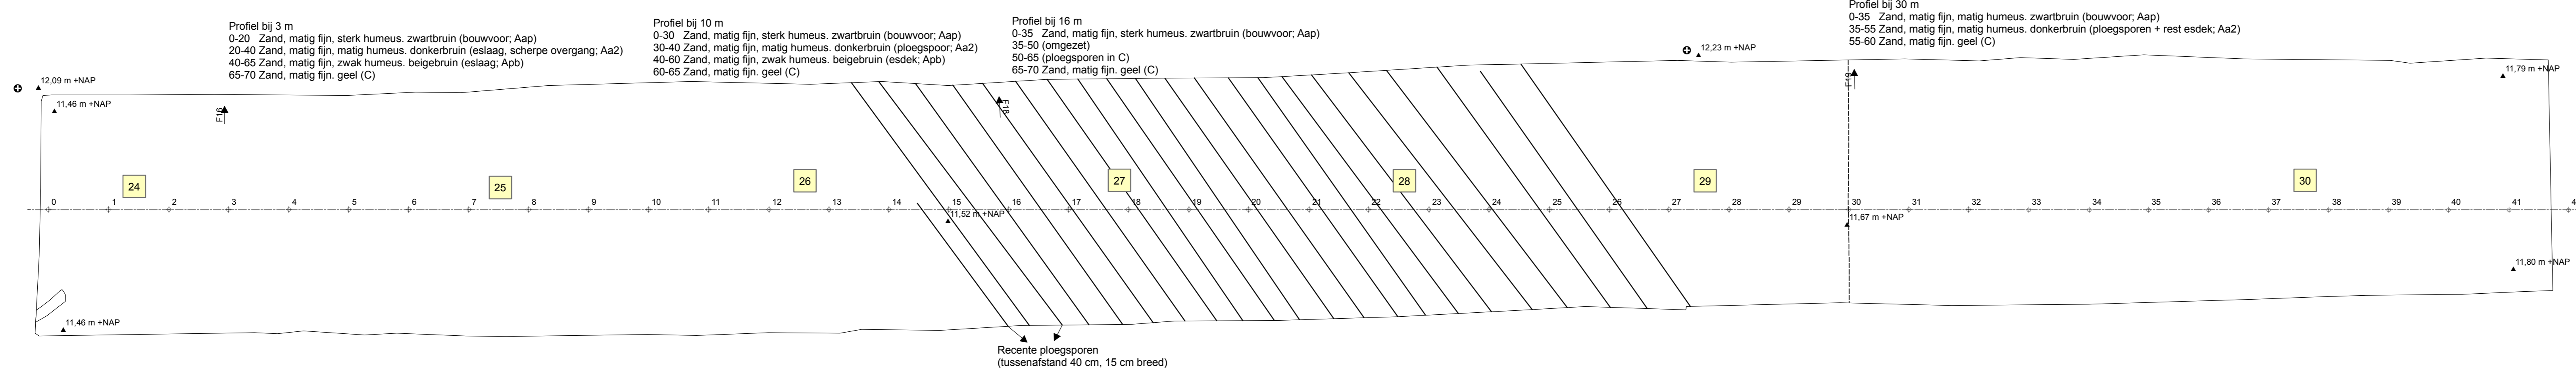 Profiel bij 3 m
0-20 Zand, matig fijn, sterk humeus. zwartbruin (bouwvoor; Aap)
20-40 Zand, matig fijn, matig humeus. donkerbruin (eslaag, scherpe overgang; Aa2)
40-65 Zand, matig fijn, zwak humeus. beigebruin (eslaag; Apb)
65-70 Zand, matig fijn. geel (C)
Profiel bij 10 m
0-30 Zand, matig fijn, sterk humeus. zwartbruin (bouwvoor; Aap)
30-40 Zand, matig fijn, matig humeus. donkerbruin (ploegspoor; Aa2)
40-60 Zand, matig fijn, zwak humeus. beigebruin (esdek; Apb)
60-65 Zand, matig fijn. geel (C)
Profiel bij 16 m
0-35 Zand, matig fijn, sterk humeus. zwartbruin (bouwvoor; Aap)
35-50 (omgezet)
50-65 (ploegsporen in C)
65-70 Zand, matig fijn. geel (C)
Profiel bij 30 m
0-35 Zand, matig fijn, matig humeus. zwartbruin (bouwvoor; Aap)
35-55 Zand, matig fijn, matig humeus. donkerbruin (ploegsporen + rest esdek; Aa2)
55-60 Zand, matig fijn. geel (C)
12,09 m +NAP
12,23 m +NAP
11,79 m +NAP
11,46 m +NAP
F16
F18
F19
24
25
26
27
28
29
30
0 1 2 3 4 5 6 7 8 9 10 11 12 13 14 15 16 17 18 19 20 21 22 23 24 25 26 27 28 29 30 31 32 33 34 35 36 37 38 39 40 41
11,52 m +NAP
11,67 m +NAP
11,80 m +NAP
11,46 m +NAP
Recente ploegsporen
(tussenafstand 40 cm, 15 cm breed)